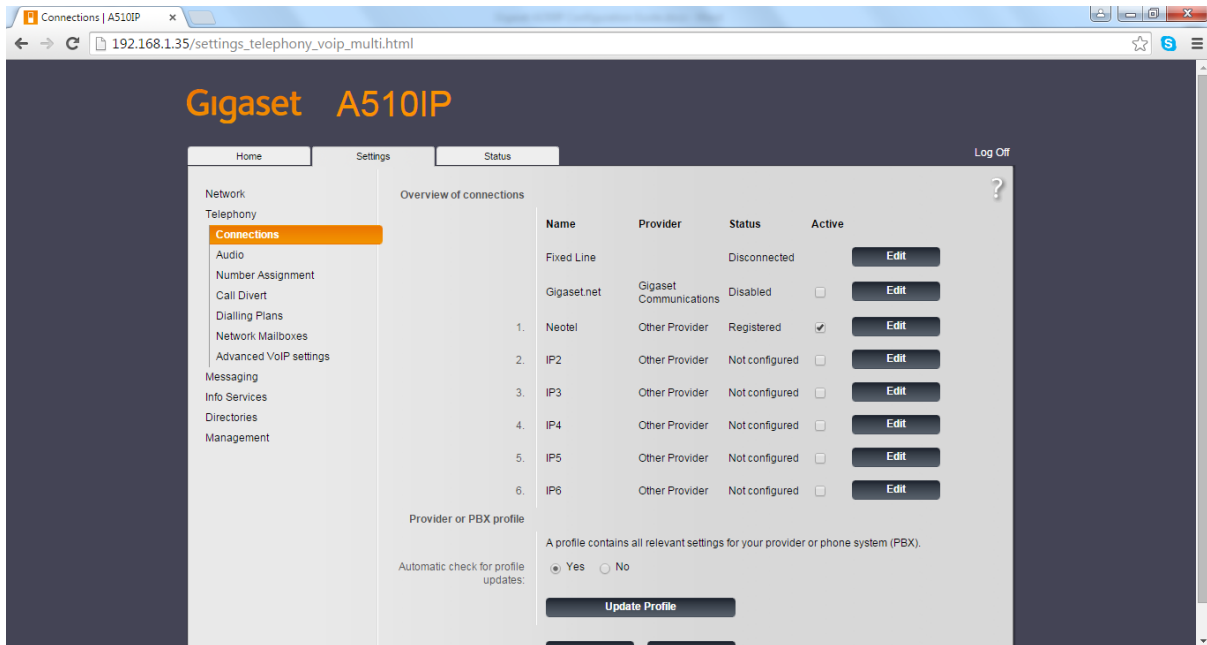 Connections | A510IP
192.168.1.35/settings_telephony_voip_multi.html
Gigaset A510IP
Home Settings Status Log Off
Network
Telephony
Connections
Audio
Number Assignment
Call Divert
Dialling Plans
Network Mailboxes
Advanced VoIP settings
Messaging
Info Services
Directories
Management
Overview of connections ?
Name Provider Status Active
Fixed Line Disconnected Edit
Gigaset.net Gigaset Communications Disabled Edit
1. Neotel Other Provider Registered Edit
2. IP2 Other Provider Not configured Edit
3. IP3 Other Provider Not configured Edit
4. IP4 Other Provider Not configured Edit
5. IP5 Other Provider Not configured Edit
6. IP6 Other Provider Not configured Edit
Provider or PBX profile
A profile contains all relevant settings for your provider or phone system (PBX).
Automatic check for profile updates: Yes No
Update Profile